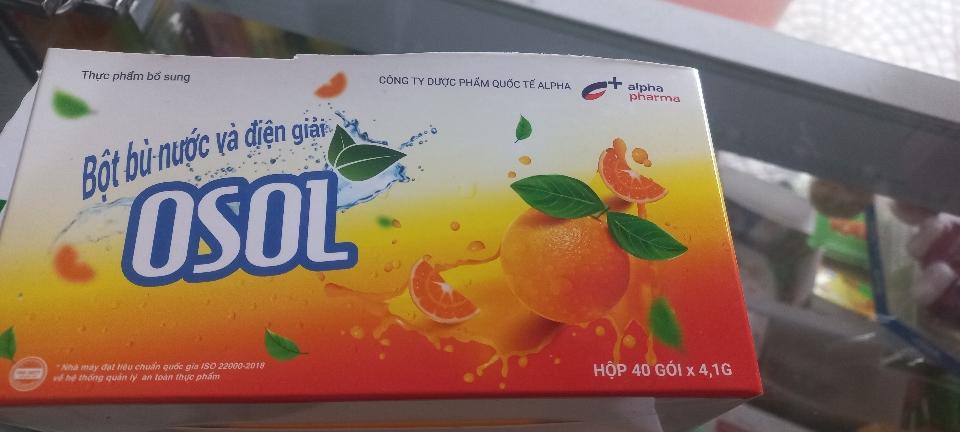 Thực phẩm bổ sung
CÔNG TY DƯỢC PHẨM QUỐC TẾ ALPHA
alpha
pharma
Bột bù nước và điện giải
OSOL
* Nhà máy đạt tiêu chuẩn quốc gia ISO 22000-2018
về hệ thống quản lý an toàn thực phẩm
HỘP 40 GÓI x 4,1G